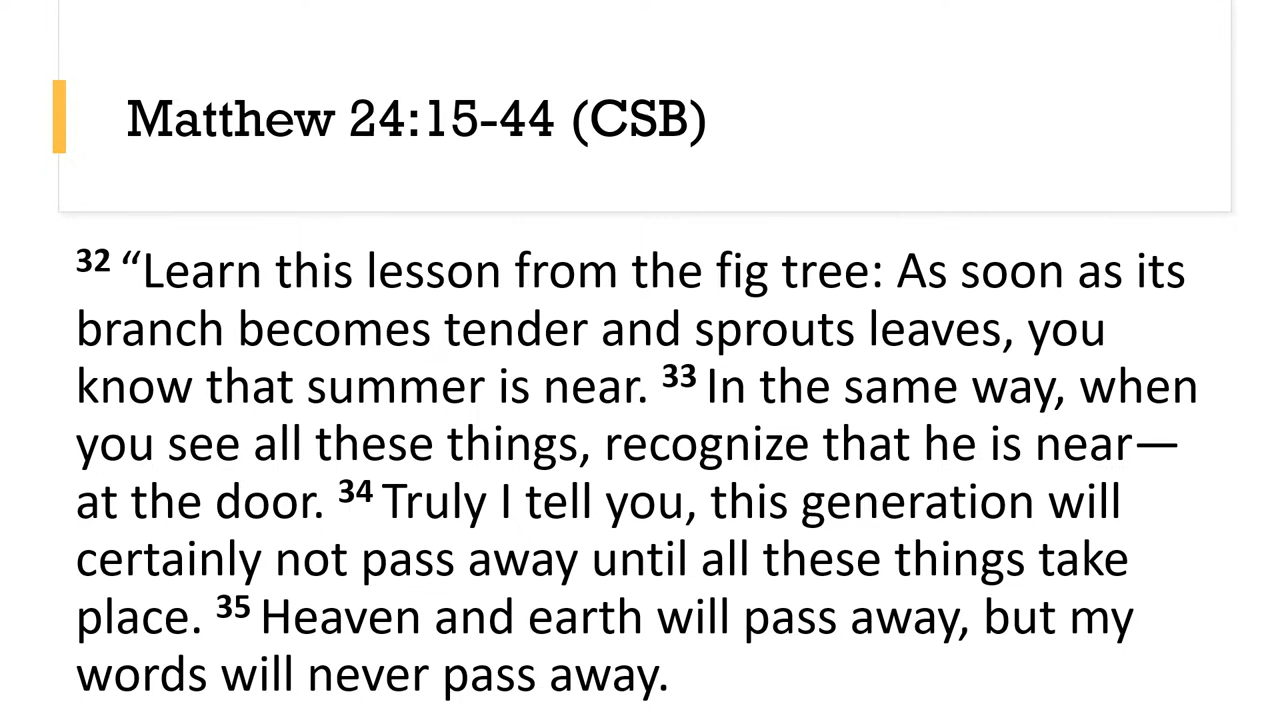 Matthew 24:15-44 (CSB)
32 “Learn this lesson from the fig tree: As soon as its
branch becomes tender and sprouts leaves, you
know that summer is near. 33 In the same way, when
you see all these things, recognize that he is near—
at the door. 34 Truly I tell you, this generation will
certainly not pass away until all these things take
place. 35 Heaven and earth will pass away, but my
words will never pass away.